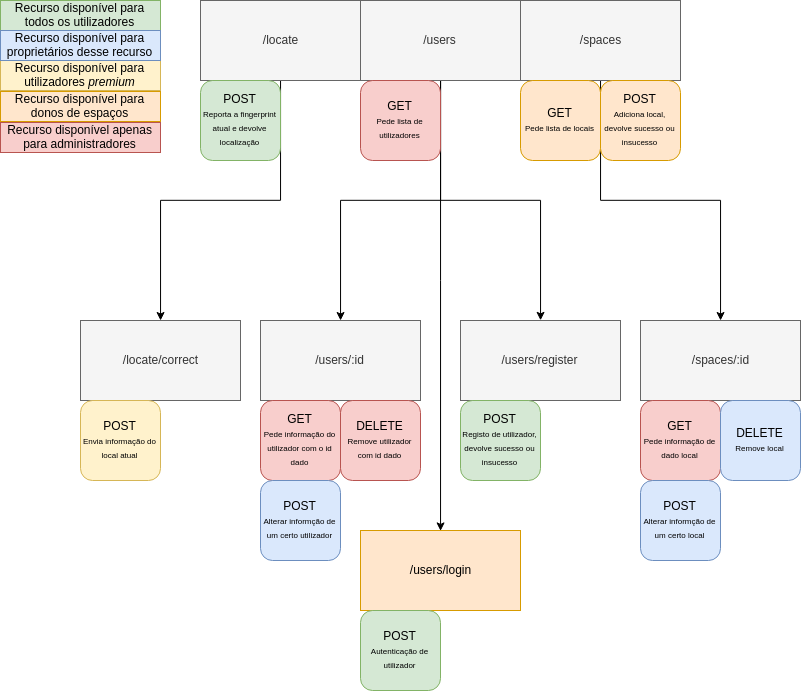 Recurso disponível para
todos os utilizadores
Recurso disponível para
proprietários desse recurso
Recurso disponível para
utilizadores premium
Recurso disponível para
donos de espaços
Recurso disponível apenas
para administradores
/locate
/users
/spaces
POST
Reporta a fingerprint
atual e devolve
localização
GET
Pede lista de
utilizadores
GET
Pede lista de locais
POST
Adiciona local,
devolve sucesso ou
insucesso
/locate/correct
/users/:id
/users/register
/spaces/:id
POST
Envia informação do
local atual
GET
Pede informação do
utilizador com o id
dado
DELETE
Remove utilizador
com id dado
POST
Alterar informção de
um certo utilizador
POST
Registo de utilizador,
devolve sucesso ou
insucesso
GET
Pede informação de
dado local
DELETE
Remove local
POST
Alterar informção de
um certo local
/users/login
POST
Autenticação de
utilizador